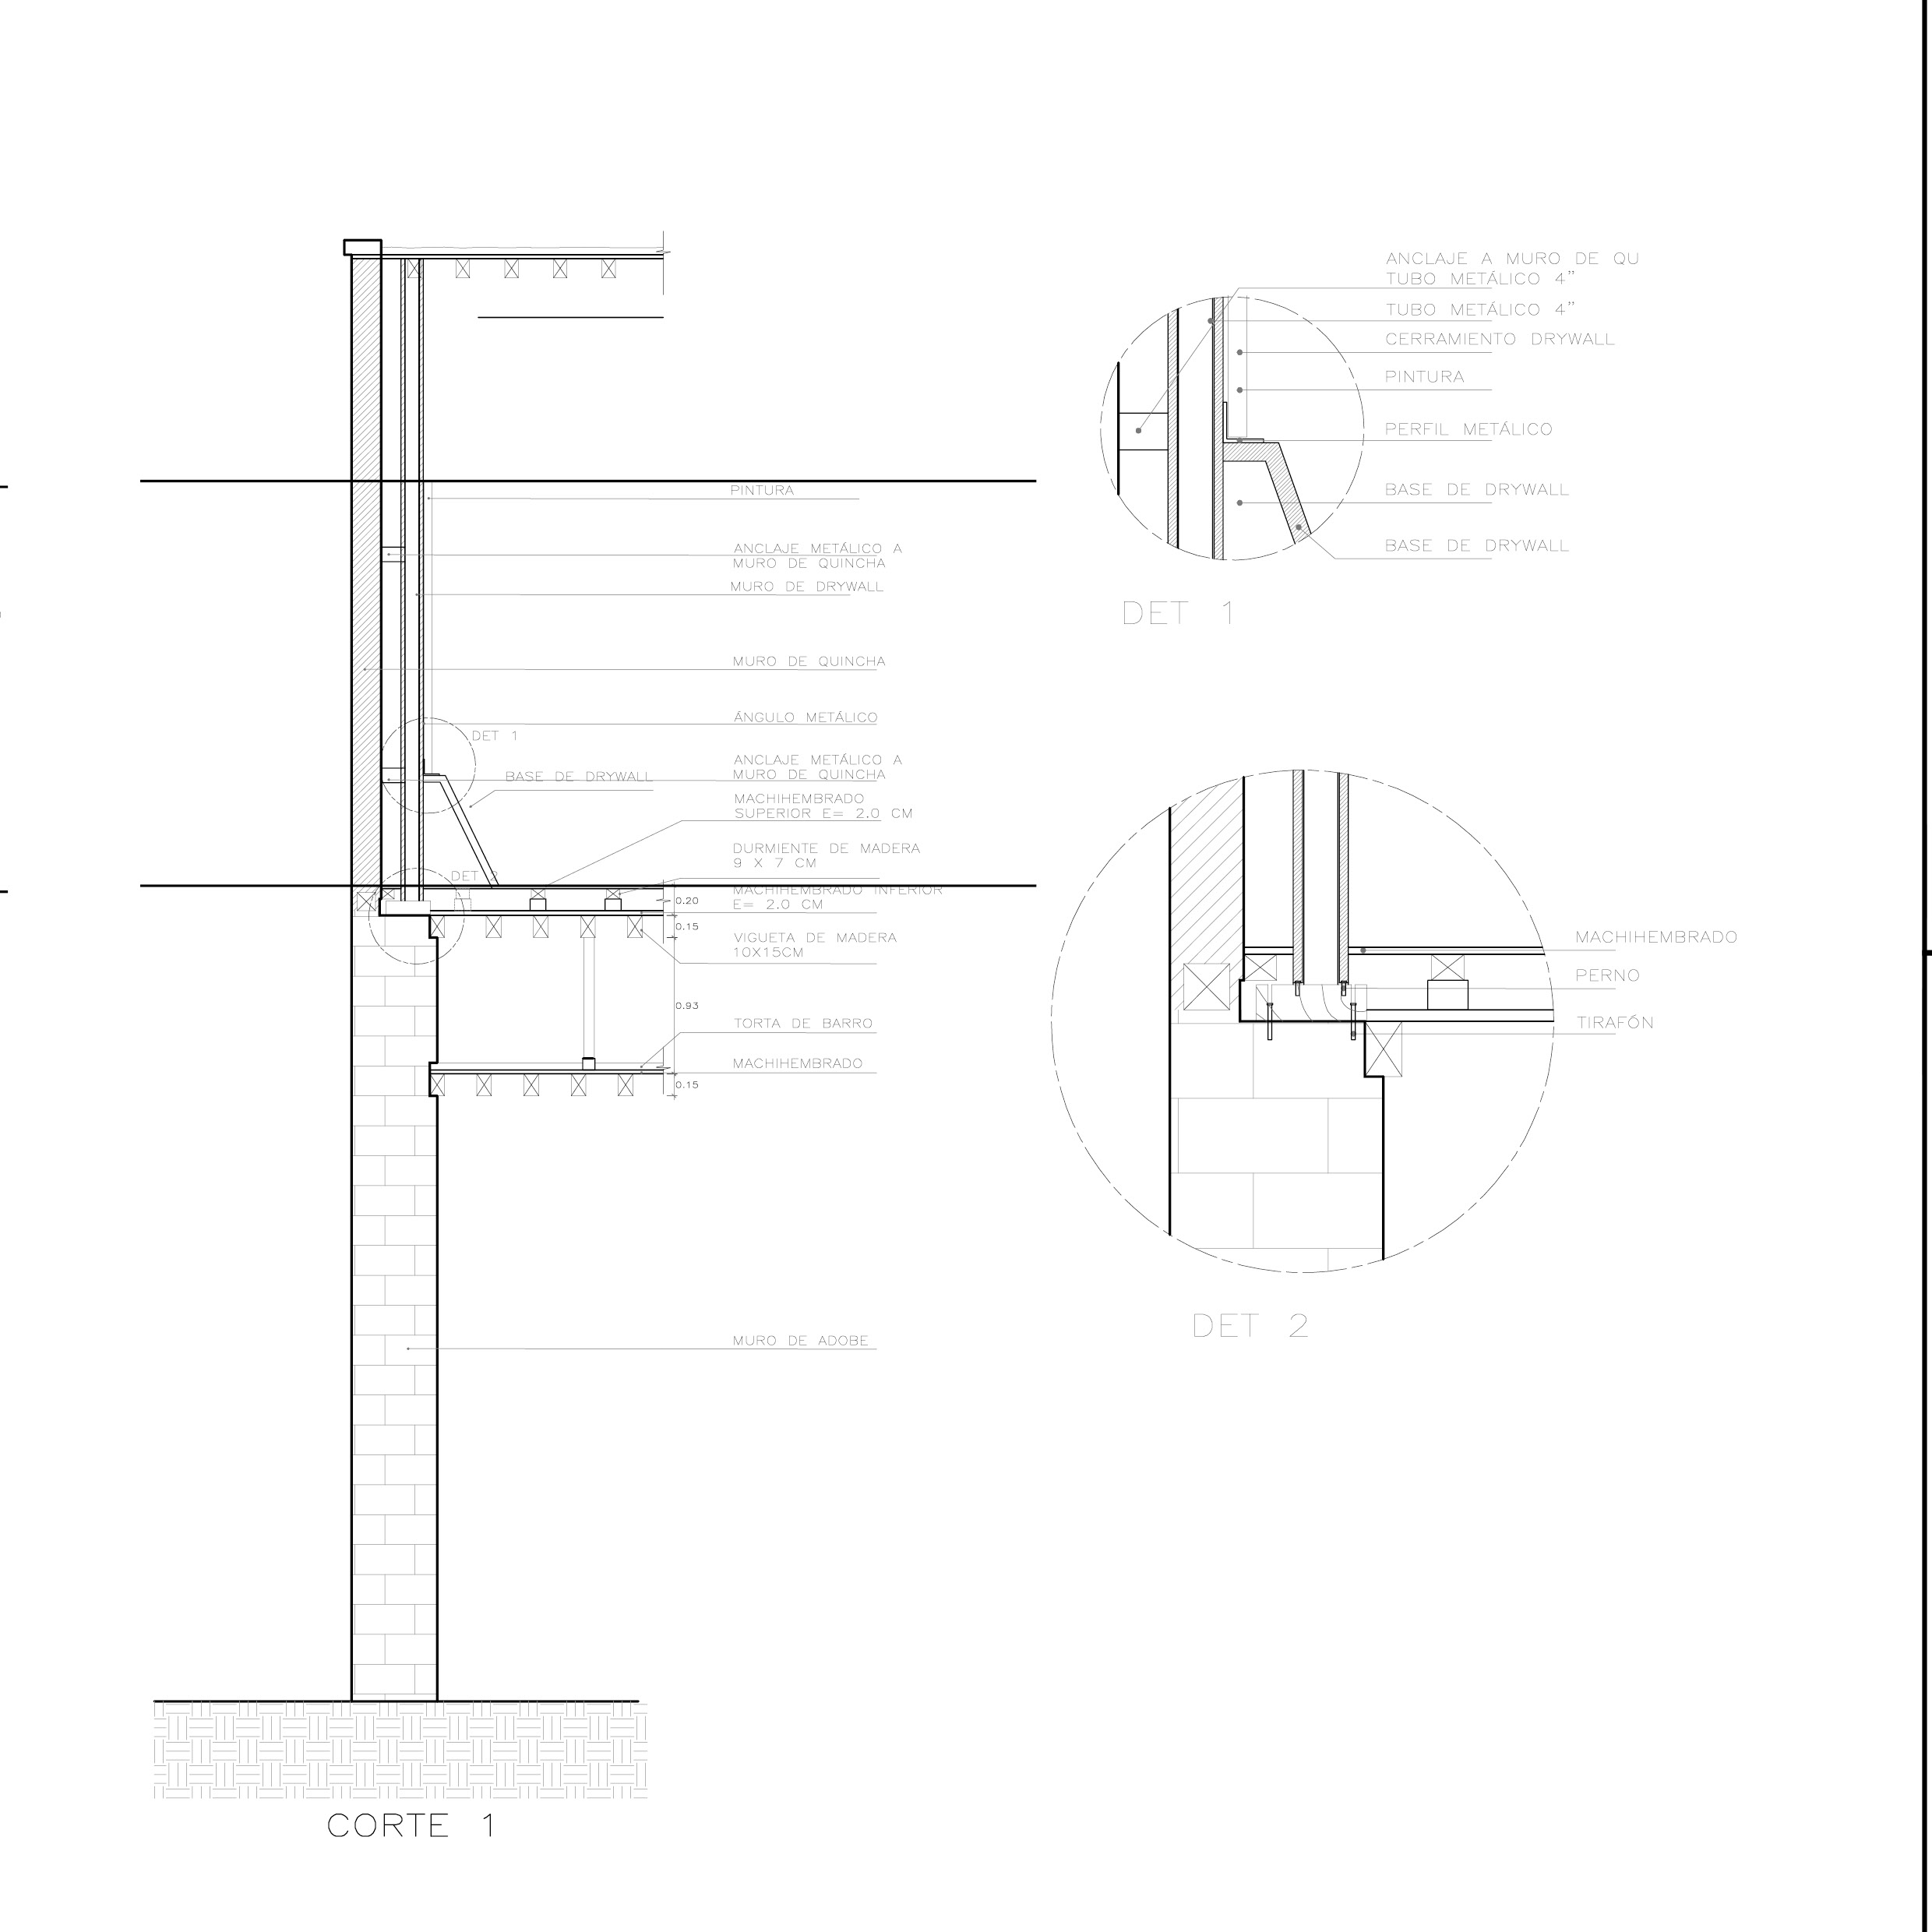 PINTURA
ANCLAJE METÁLICO A
MURO DE QUINCHA
MURO DE DRYWALL
MURO DE QUINCHA
ÁNGULO METÁLICO
DET 1
ANCLAJE METÁLICO A
MURO DE QUINCHA
BASE DE DRYWALL
MACHIHEMBRADO
SUPERIOR E= 2.0 CM
DURMIENTE DE MADERA
9 X 7 CM
DET 2
MACHIHEMBRADO INFERIOR
E= 2.0 CM
0.20
0.15
VIGUETA DE MADERA
10X15CM
0.93
TORTA DE BARRO
MACHIHEMBRADO
0.15
MURO DE ADOBE
CORTE 1
ANCLAJE A MURO DE QU
TUBO METÁLICO 4"
TUBO METÁLICO 4"
CERRAMIENTO DRYWALL
PINTURA
PERFIL METÁLICO
BASE DE DRYWALL
BASE DE DRYWALL
DET 1
MACHIHEMBRADO
PERNO
TIRAFÓN
DET 2